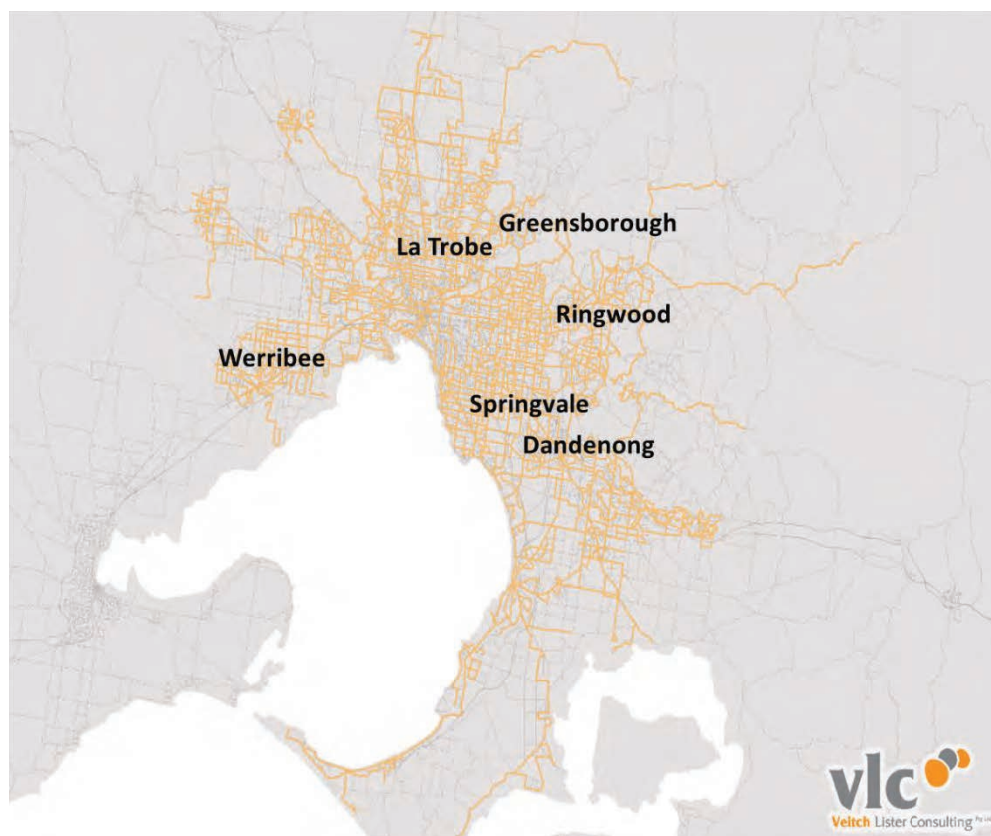 Greensborough
La Trobe
Ringwood
Werribee
Springvale
Dandenong
vlc
Veitch Lister Consulting